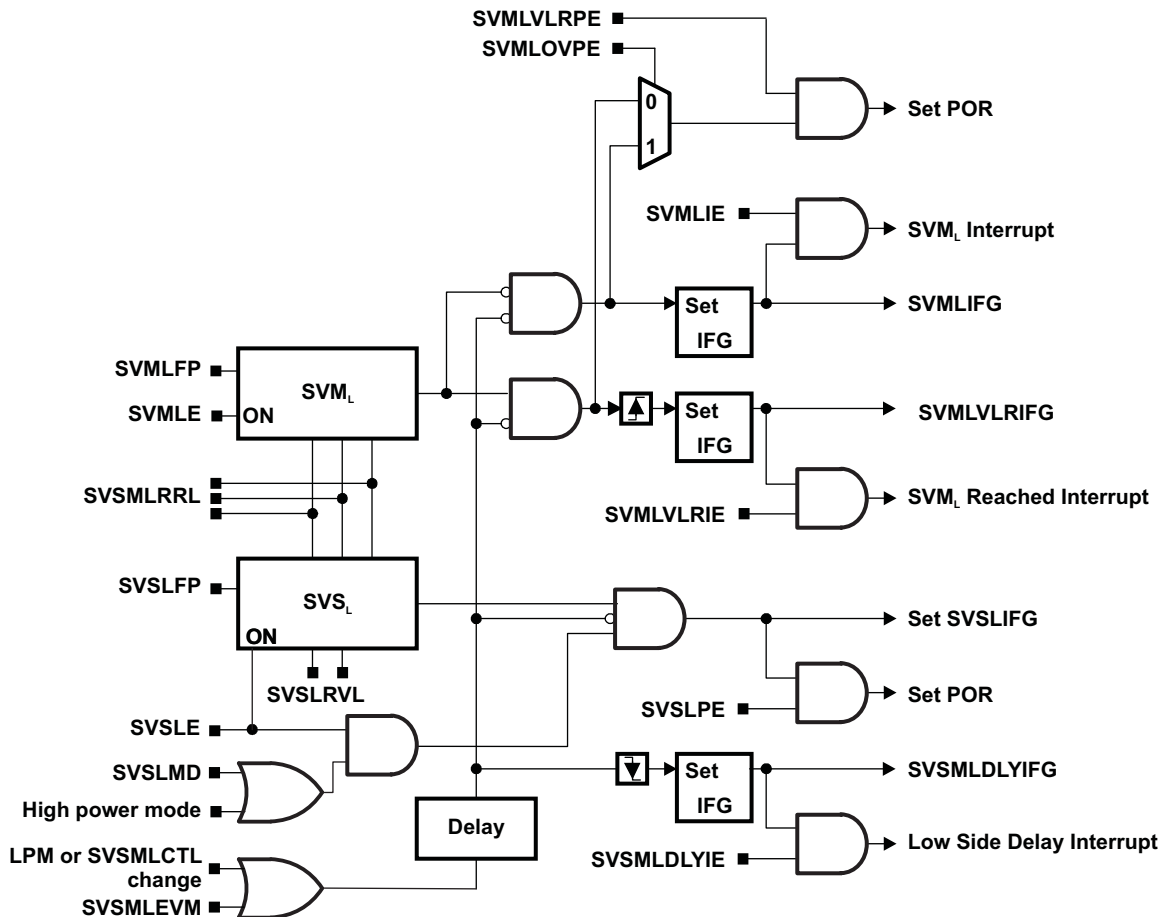 SVMLVLRPE
SVMLOVPE
0
1
Set POR
SVMLIE
SVML Interrupt
Set
IFG
SVMLIFG
SVMLFP
SVMLE
ON
SVML
Set
IFG
SVMLVLRIFG
SVSMLRRL
SVMLVLRIE
SVML Reached Interrupt
SVSLFP
SVSL
ON
Set SVSLIFG
SVSLRVL
SVSLPE
Set POR
SVSLE
SVSLMD
High power mode
Set
IFG
SVSMLDLYIFG
Delay
LPM or SVSMLCTL
change
SVSMLEVM
SVSMLDLYIE
Low Side Delay Interrupt